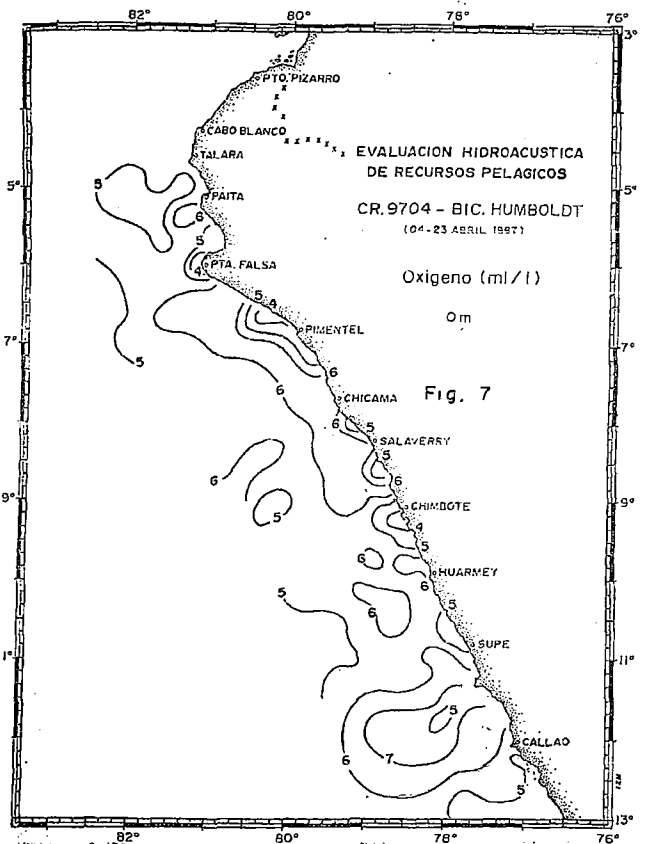 82° 80° 78° 76°
3°
PTO. PIZARRO
CABO BLANCO
TALARA
EVALUACION HIDROACUSTICA
DE RECURSOS PELAGICOS
5° 5 5°
PAITA
6
CR. 9704 - BIC. HUMBOLDT
(04-23 ABRIL 1997)
5
PTA. FALSA
4
Oxigeno (ml/l)
5 4
0 m
PIMENTEL
7° 7°
5
6
6
Fig. 7
CHICAMA
6 5
SALAVERRY
5
6 6
9° 9°
CHIMBOTE
5
4
5
6
HUARMEY
6
5
5
6
SUPE
1° 11°
5
CALLAO
6 7
5
13°
82° 80° 78° 76°